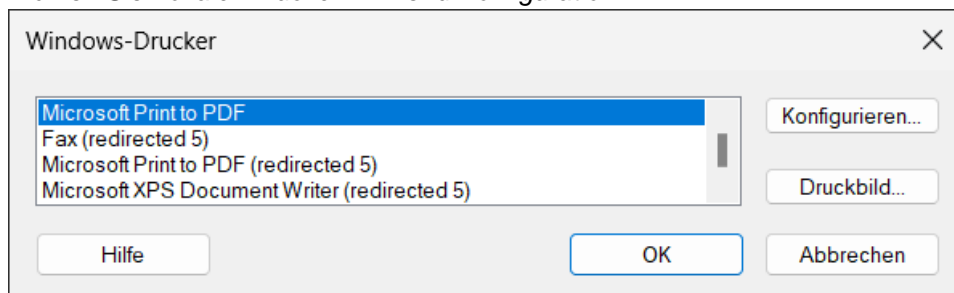 Windows-Drucker
Microsoft Print to PDF
Fax (redirected 5)
Microsoft Print to PDF (redirected 5)
Microsoft XPS Document Writer (redirected 5)
Konfigurieren...
Druckbild...
Hilfe
OK
Abbrechen